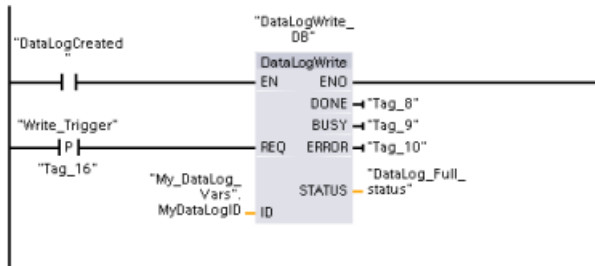 "DataLogWrite_
DB"
"DataLogCreated
"
DataLogWrite
EN ENO
DONE "Tag_8"
BUSY "Tag_9"
"Write_Trigger"
P
REQ ERROR "Tag_10"
"Tag_16"
"My_DataLog_
Vars".
MyDataLogID ID
STATUS "DataLog_Full_
status"